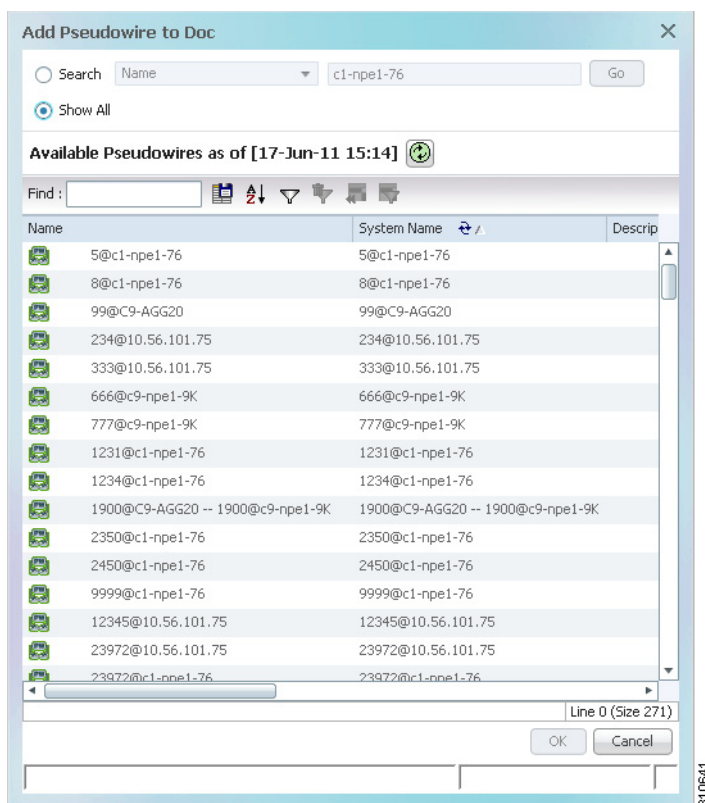 Add Pseudowire to Doc
Search Name c1-npe1-76 Go
Show All
Available Pseudowires as of [17-Jun-11 15:14]
Find :
Name System Name Descrip
5@c1-npe1-76 5@c1-npe1-76
8@c1-npe1-76 8@c1-npe1-76
99@C9-AGG20 99@C9-AGG20
234@10.56.101.75 234@10.56.101.75
333@10.56.101.75 333@10.56.101.75
666@c9-npe1-9K 666@c9-npe1-9K
777@c9-npe1-9K 777@c9-npe1-9K
1231@c1-npe1-76 1231@c1-npe1-76
1234@c1-npe1-76 1234@c1-npe1-76
1900@C9-AGG20 -- 1900@c9-npe1-9K 1900@C9-AGG20 -- 1900@c9-npe1-9K
2350@c1-npe1-76 2350@c1-npe1-76
2450@c1-npe1-76 2450@c1-npe1-76
9999@c1-npe1-76 9999@c1-npe1-76
12345@10.56.101.75 12345@10.56.101.75
23972@10.56.101.75 23972@10.56.101.75
23972@c1-npe1-76 23972@c1-npe1-76
Line 0 (Size 271)
OK Cancel